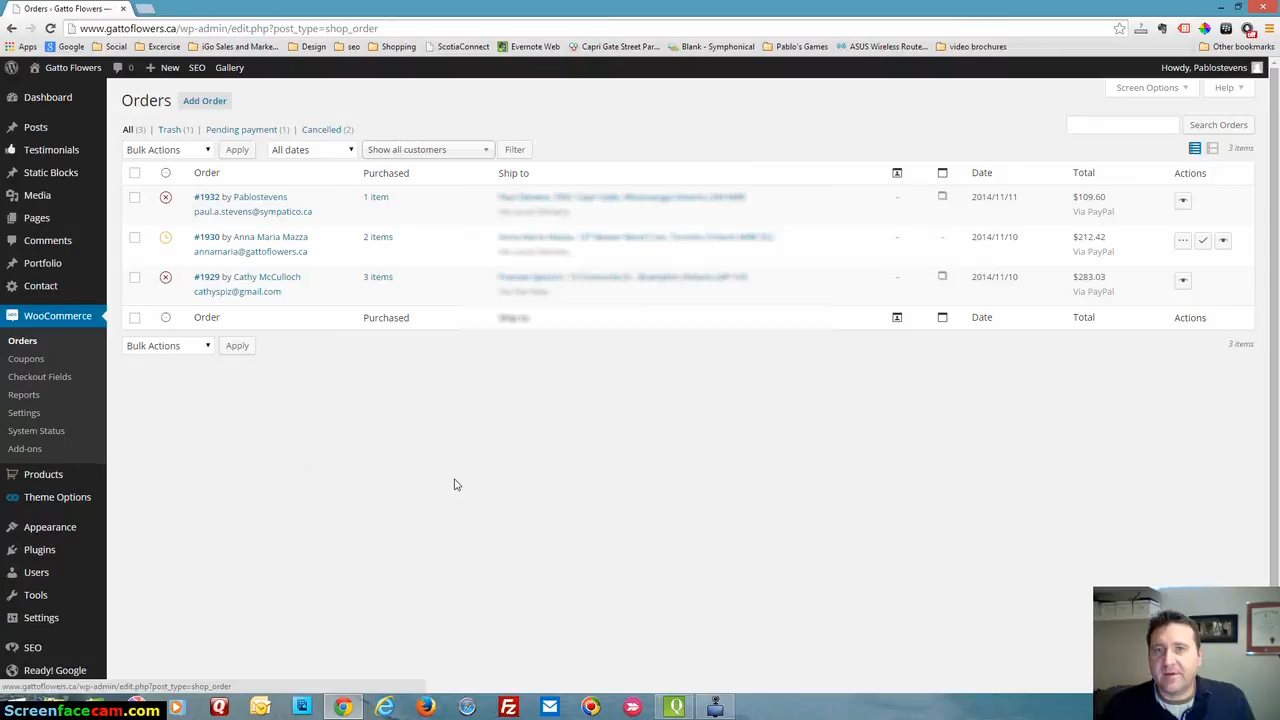 Orders ‹ Gatto Flowers —
www.gattoflowers.ca/wp-admin/edit.php?post_type=shop_order
Apps Google Social Excercise iGo Sales and Marke... Design seo Shopping ScotiaConnect Evernote Web Capri Gate Street Par... Blank - Symphonical Pablo's Games ASUS Wireless Route... video brochures Other bookmarks
Gatto Flowers 0 New SEO Gallery Howdy, Pablostevens
Screen Options Help
Dashboard
Posts
Testimonials
Static Blocks
Media
Pages
Comments
Portfolio
Contact
WooCommerce
Orders
Coupons
Checkout Fields
Reports
Settings
System Status
Add-ons
Products
Theme Options
Appearance
Plugins
Users
Tools
Settings
SEO
Ready! Google
Orders Add Order
All (3) | Trash (1) | Pending payment (1) | Cancelled (2)
Search Orders
Bulk Actions Apply All dates Show all customers Filter 3 items
Order Purchased Ship to Date Total Actions
#1932 by Pablostevens 1 item – 2014/11/11 $109.60
paul.a.stevens@sympatico.ca Via PayPal
#1930 by Anna Maria Mazza 2 items – – 2014/11/10 $212.42
annamaria@gattoflowers.ca Via PayPal
#1929 by Cathy McCulloch 3 items – 2014/11/10 $283.03
cathyspiz@gmail.com Via PayPal
Order Purchased Ship to Date Total Actions
Bulk Actions Apply 3 items
www.gattoflowers.ca/wp-admin/edit.php?post_type=shop_order
Screenfacecam.com